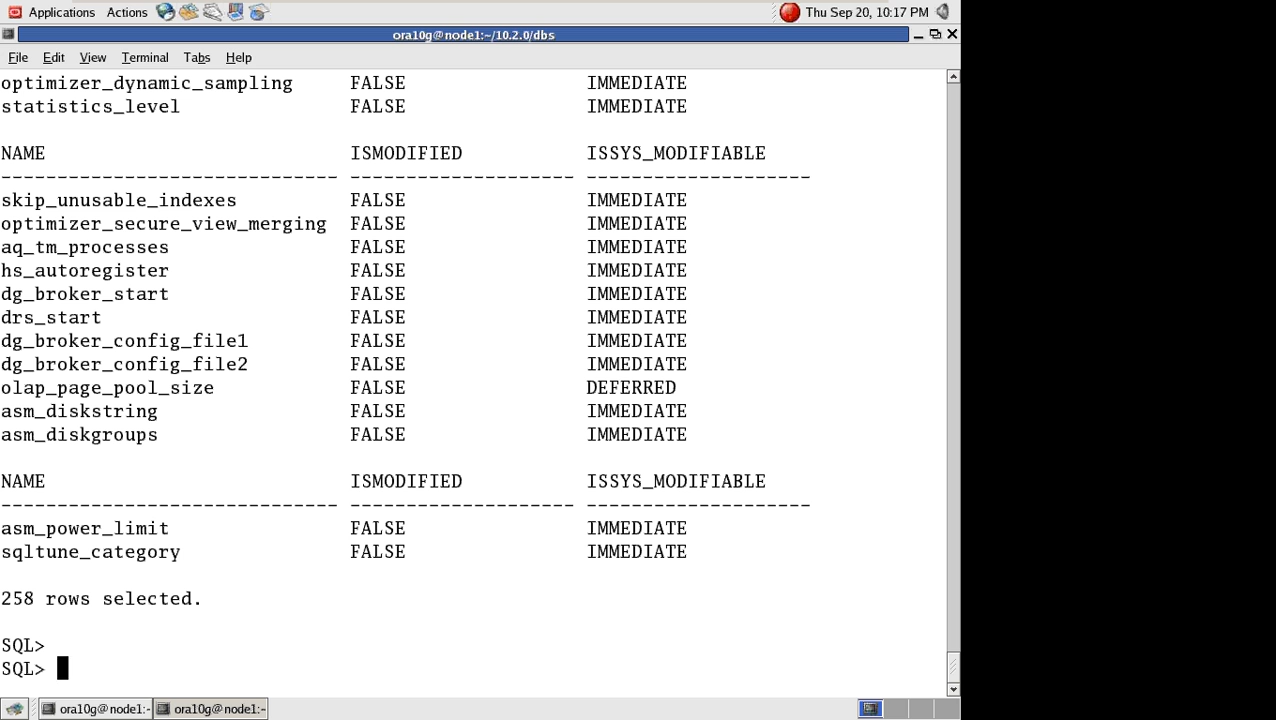 Applications Actions Thu Sep 20, 10:17 PM
ora10g@node1:~/10.2.0/dbs
File Edit View Terminal Tabs Help
optimizer_dynamic_sampling FALSE IMMEDIATE
statistics_level FALSE IMMEDIATE
NAME ISMODIFIED ISSYS_MODIFIABLE
------------------------------ -------------------- --------------------
skip_unusable_indexes FALSE IMMEDIATE
optimizer_secure_view_merging FALSE IMMEDIATE
aq_tm_processes FALSE IMMEDIATE
hs_autoregister FALSE IMMEDIATE
dg_broker_start FALSE IMMEDIATE
drs_start FALSE IMMEDIATE
dg_broker_config_file1 FALSE IMMEDIATE
dg_broker_config_file2 FALSE IMMEDIATE
olap_page_pool_size FALSE DEFERRED
asm_diskstring FALSE IMMEDIATE
asm_diskgroups FALSE IMMEDIATE
NAME ISMODIFIED ISSYS_MODIFIABLE
------------------------------ -------------------- --------------------
asm_power_limit FALSE IMMEDIATE
sqltune_category FALSE IMMEDIATE
258 rows selected.
SQL>
SQL>
ora10g@node1:- ora10g@node1:-